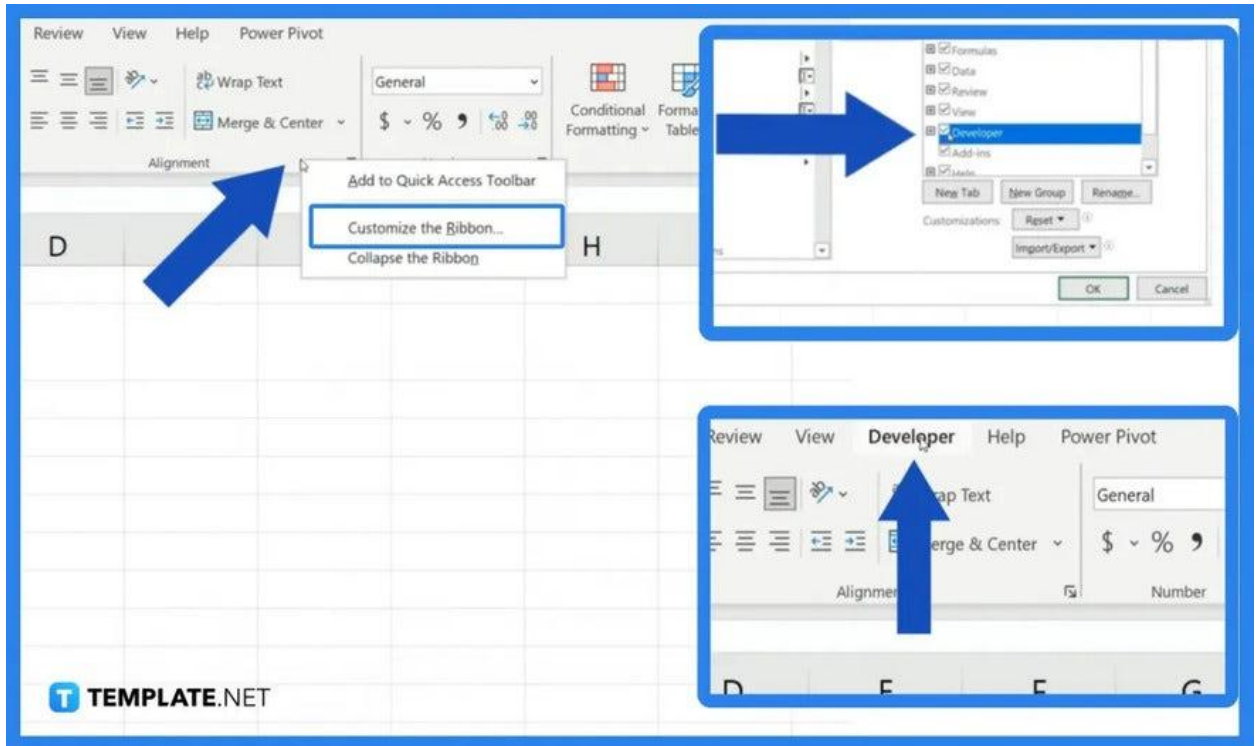 Review View Help Power Pivot
Wrap Text
General
Merge & Center
$ % 9
Conditional
Formatting
Forma
Table
Alignment
Add to Quick Access Toolbar
Customize the Ribbon...
Collapse the Ribbon
D
H
Formulas
Data
Review
View
Developer
Add-ins
Help
New Tab New Group Rename...
Customizations: Reset
Import/Export
OK Cancel
Review View Developer Help Power Pivot
ap Text
General
erge & Center
$ % 9
Alignmen
Number
D E F G
TEMPLATE.NET